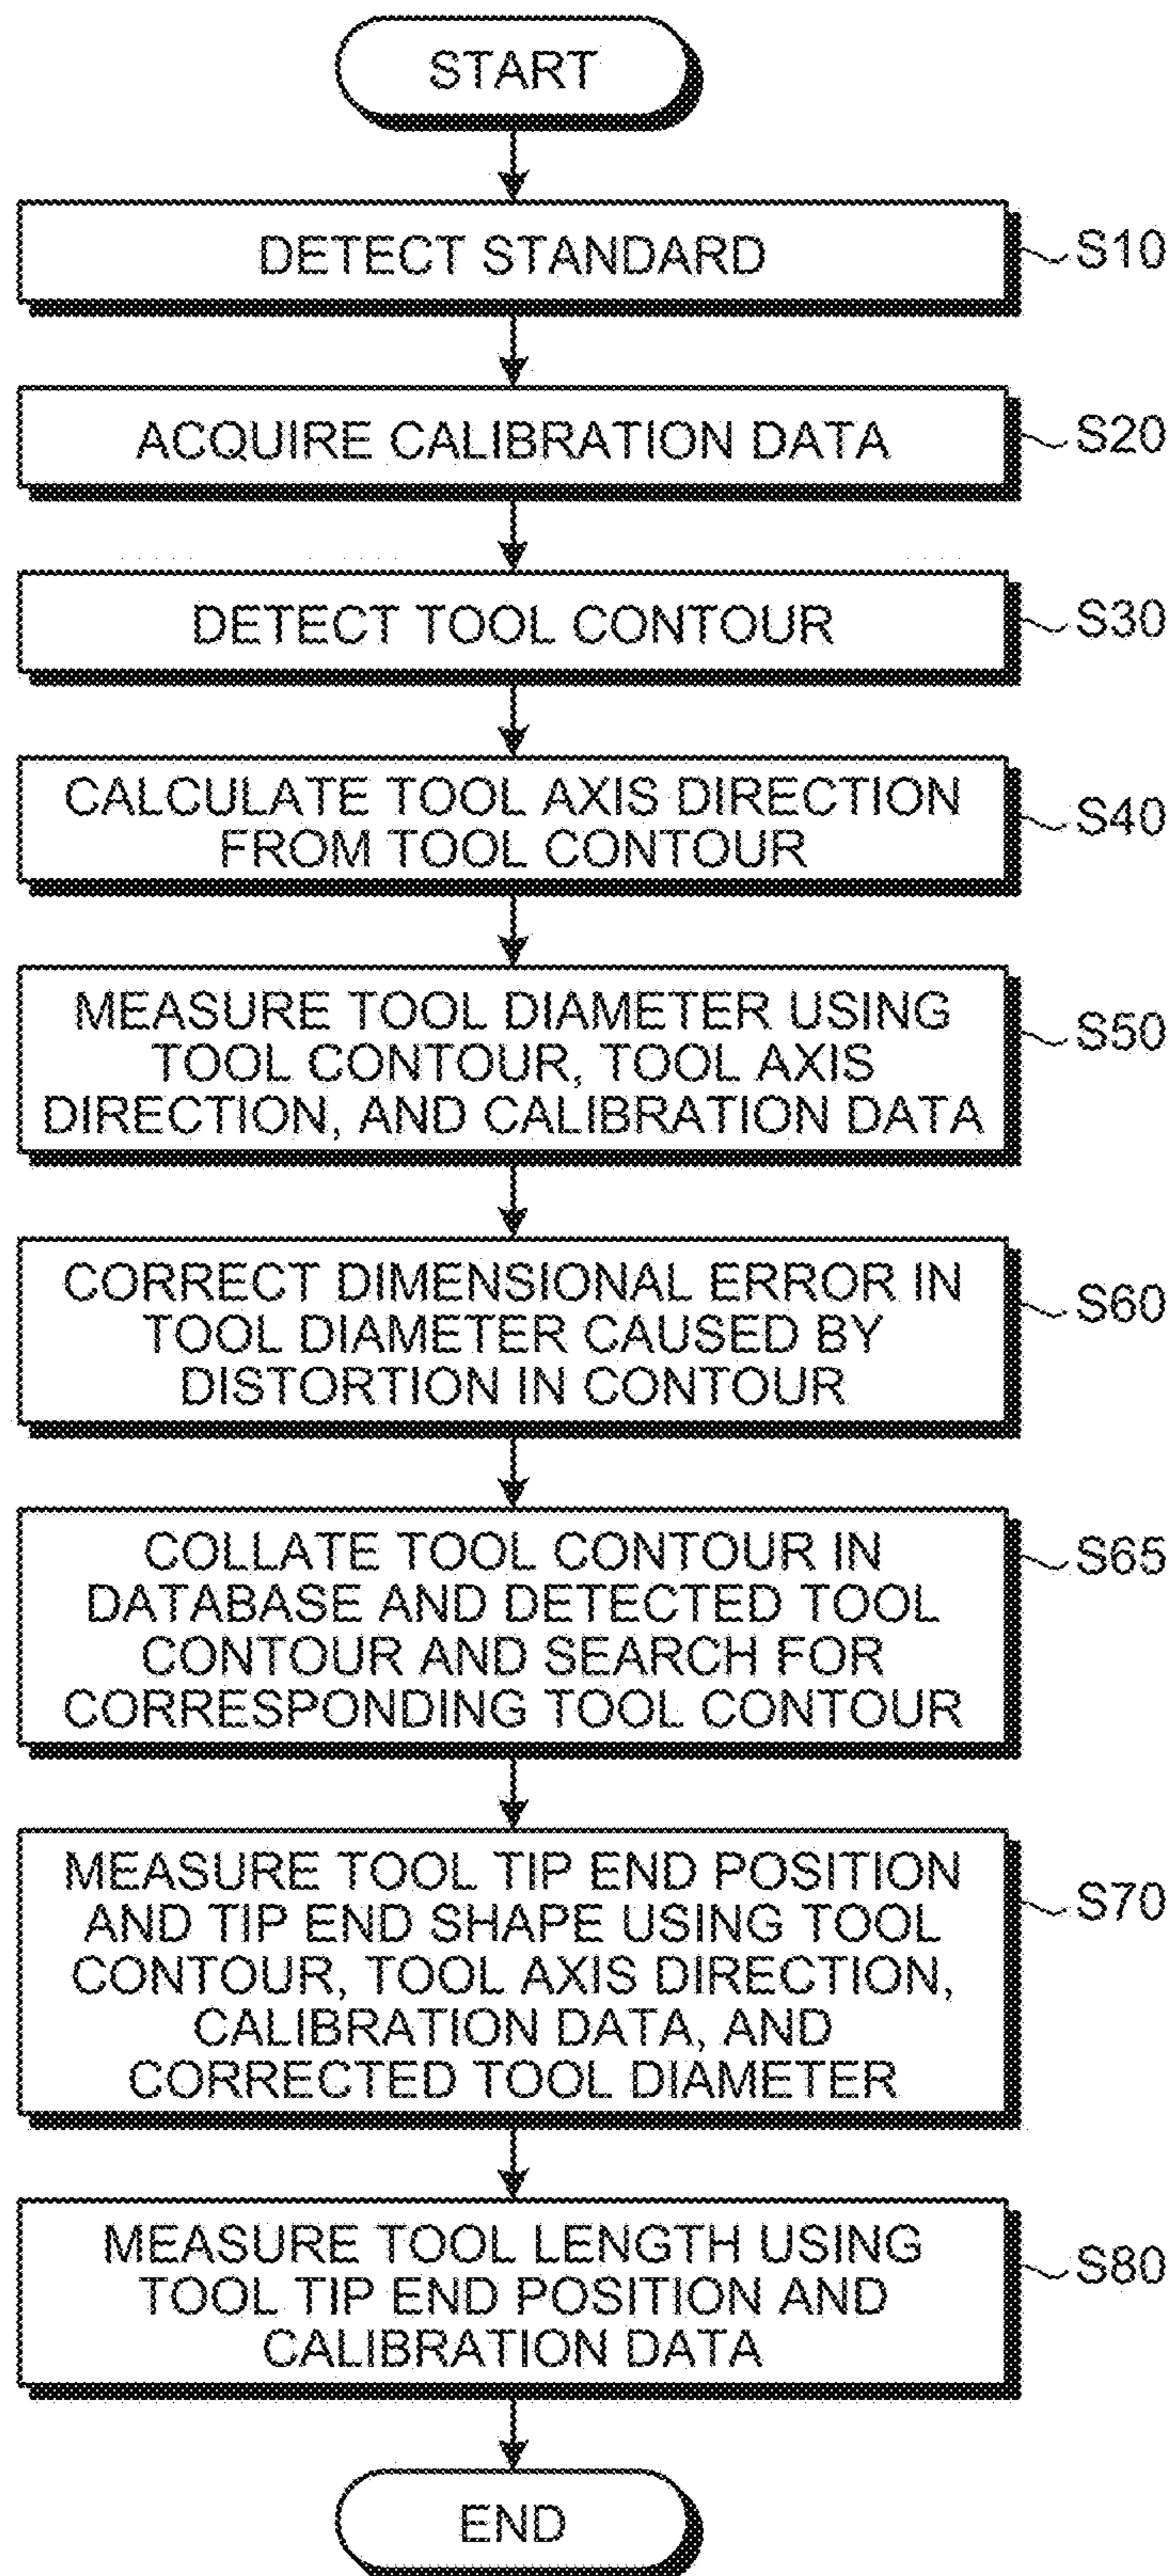 START
DETECT STANDARD
S10
ACQUIRE CALIBRATION DATA
S20
DETECT TOOL CONTOUR
S30
CALCULATE TOOL AXIS DIRECTION
FROM TOOL CONTOUR
S40
MEASURE TOOL DIAMETER USING
TOOL CONTOUR, TOOL AXIS
DIRECTION, AND CALIBRATION DATA
S50
CORRECT DIMENSIONAL ERROR IN
TOOL DIAMETER CAUSED BY
DISTORTION IN CONTOUR
S60
COLLATE TOOL CONTOUR IN
DATABASE AND DETECTED TOOL
CONTOUR AND SEARCH FOR
CORRESPONDING TOOL CONTOUR
S65
MEASURE TOOL TIP END POSITION
AND TIP END SHAPE USING TOOL
CONTOUR, TOOL AXIS DIRECTION,
CALIBRATION DATA, AND
CORRECTED TOOL DIAMETER
S70
MEASURE TOOL LENGTH USING
TOOL TIP END POSITION AND
CALIBRATION DATA
S80
END